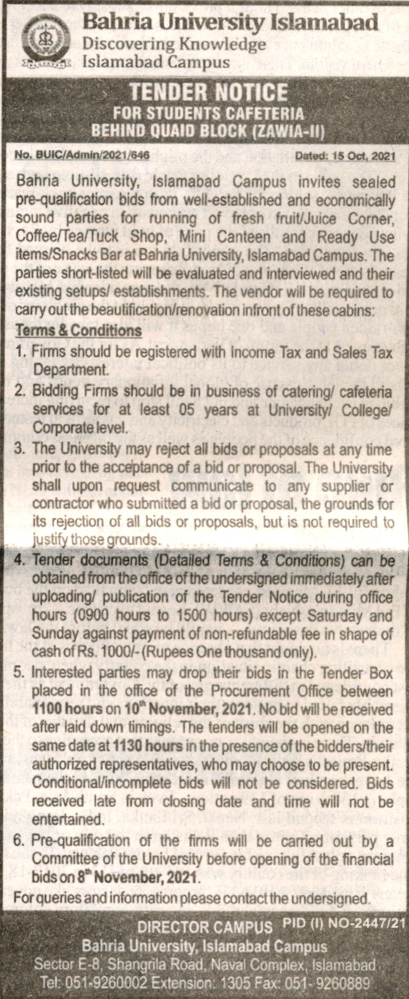 Bahria University Islamabad
Discovering Knowledge
Islamabad Campus
TENDER NOTICE
FOR STUDENTS CAFETERIA
BEHIND QUAID BLOCK (ZAWIA-II)
No. BUIC/Admin/2021/646 Dated: 15 Oct, 2021
Bahria University, Islamabad Campus invites sealed
pre-qualification bids from well-established and economically
sound parties for running of fresh fruit/Juice Corner,
Coffee/Tea/Tuck Shop, Mini Canteen and Ready Use
items/Snacks Bar at Bahria University, Islamabad Campus. The
parties short-listed will be evaluated and interviewed and their
existing setups/ establishments. The vendor will be required to
carry out the beautification/renovation infront of these cabins:
Terms & Conditions
1. Firms should be registered with Income Tax and Sales Tax
Department.
2. Bidding Firms should be in business of catering/ cafeteria
services for at least 05 years at University/ College/
Corporate level.
3. The University may reject all bids or proposals at any time
prior to the acceptance of a bid or proposal. The University
shall upon request communicate to any supplier or
contractor who submitted a bid or proposal, the grounds for
its rejection of all bids or proposals, but is not required to
justify those grounds.
4. Tender documents (Detailed Terms & Conditions) can be
obtained from the office of the undersigned immediately after
uploading/ publication of the Tender Notice during office
hours (0900 hours to 1500 hours) except Saturday and
Sunday against payment of non-refundable fee in shape of
cash of Rs. 1000/- (Rupees One thousand only).
5. Interested parties may drop their bids in the Tender Box
placed in the office of the Procurement Office between
1100 hours on 10th November, 2021. No bid will be received
after laid down timings. The tenders will be opened on the
same date at 1130 hours in the presence of the bidders/their
authorized representatives, who may choose to be present.
Conditional/incomplete bids will not be considered. Bids
received late from closing date and time will not be
entertained.
6. Pre-qualification of the firms will be carried out by a
Committee of the University before opening of the financial
bids on 8th November, 2021.
For queries and information please contact the undersigned.
DIRECTOR CAMPUS PID (I) NO-2447/21
Bahria University, Islamabad Campus
Sector E-8, Shangrila Road, Naval Complex, Islamabad
Tel: 051-9260002 Extension: 1305 Fax: 051- 9260889